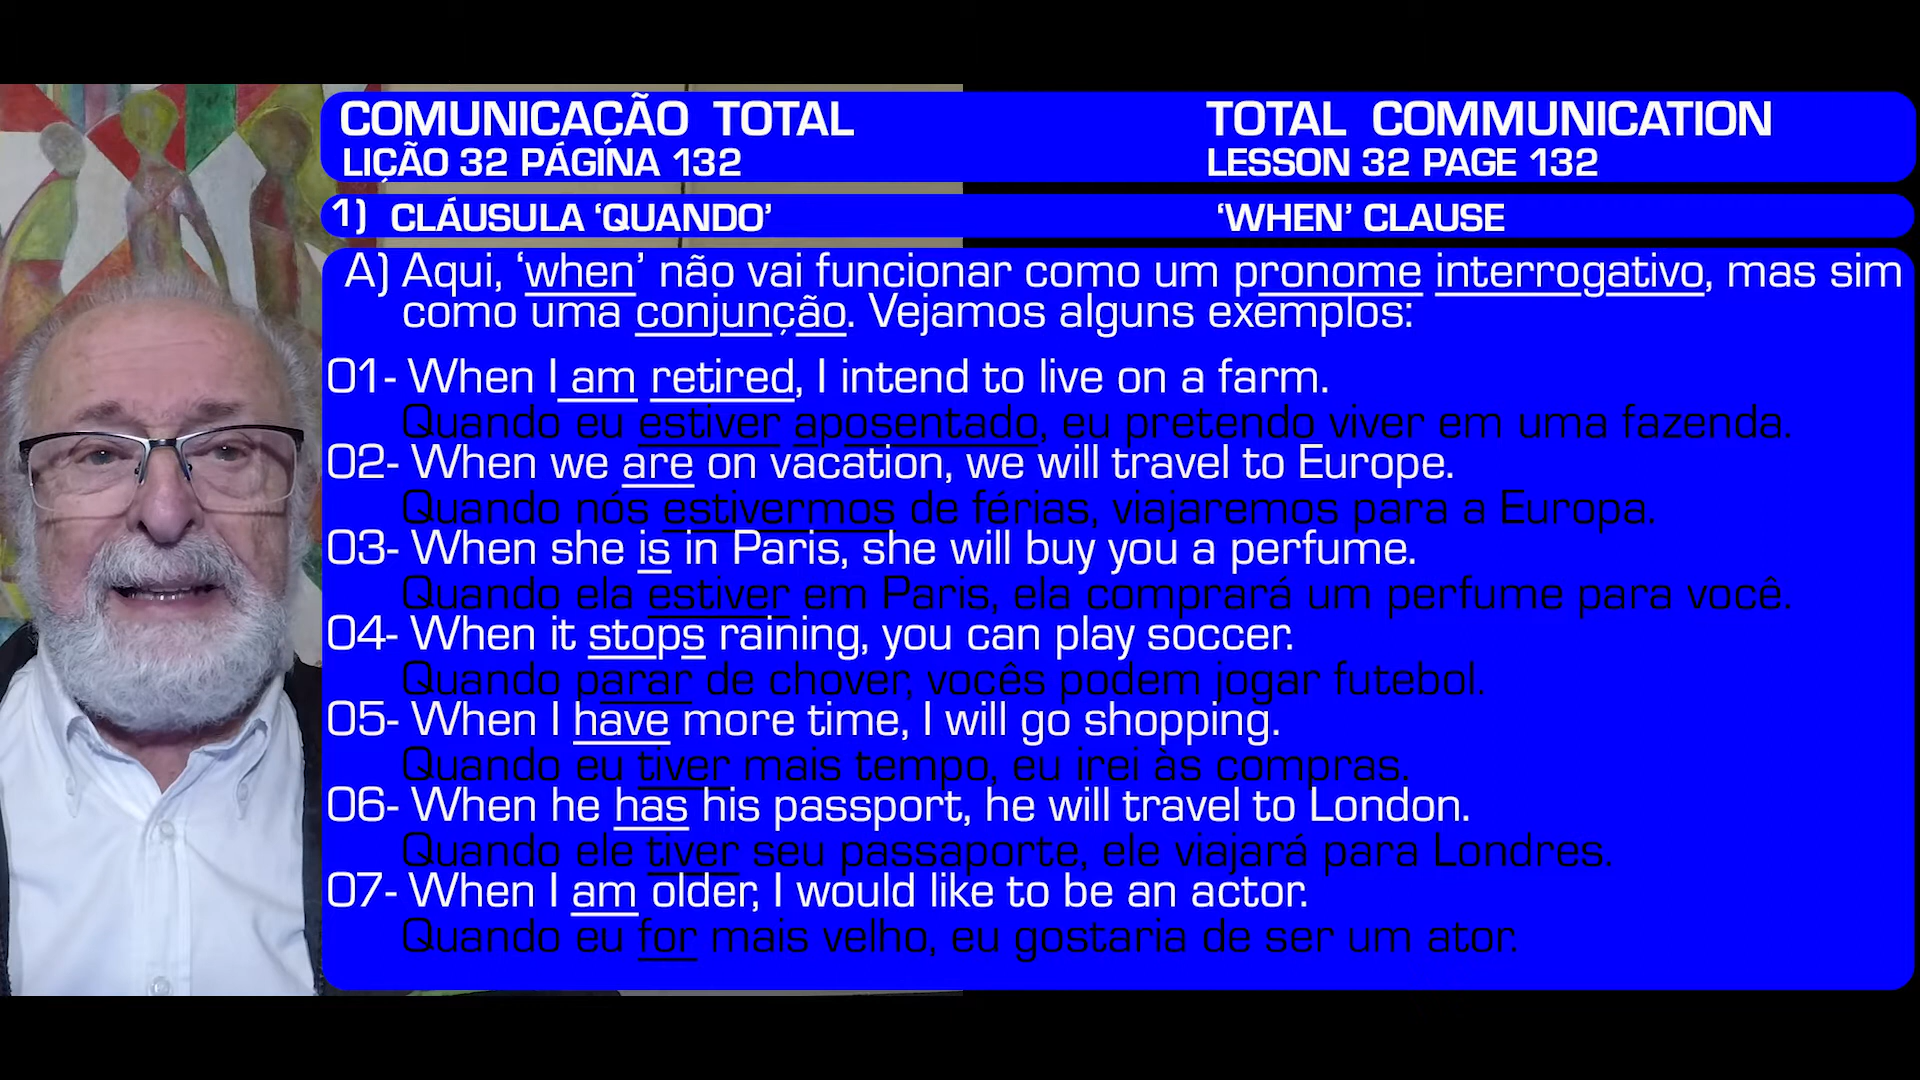 COMUNICAÇÃO TOTAL
LIÇÃO 32 PÁGINA 132
TOTAL COMMUNICATION
LESSON 32 PAGE 132
1) CLÁUSULA ‘QUANDO’ ‘WHEN’ CLAUSE
A) Aqui, ‘when’ não vai funcionar como um pronome interrogativo, mas sim
como uma conjunção. Vejamos alguns exemplos:
01- When I am retired, I intend to live on a farm.
Quando eu estiver aposentado, eu pretendo viver em uma fazenda.
02- When we are on vacation, we will travel to Europe.
Quando nós estivermos de férias, viajaremos para a Europa.
03- When she is in Paris, she will buy you a perfume.
Quando ela estiver em Paris, ela comprará um perfume para você.
04- When it stops raining, you can play soccer.
Quando parar de chover, vocês podem jogar futebol.
05- When I have more time, I will go shopping.
Quando eu tiver mais tempo, eu irei às compras.
06- When he has his passport, he will travel to London.
Quando ele tiver seu passaporte, ele viajará para Londres.
07- When I am older, I would like to be an actor.
Quando eu for mais velho, eu gostaria de ser um ator.